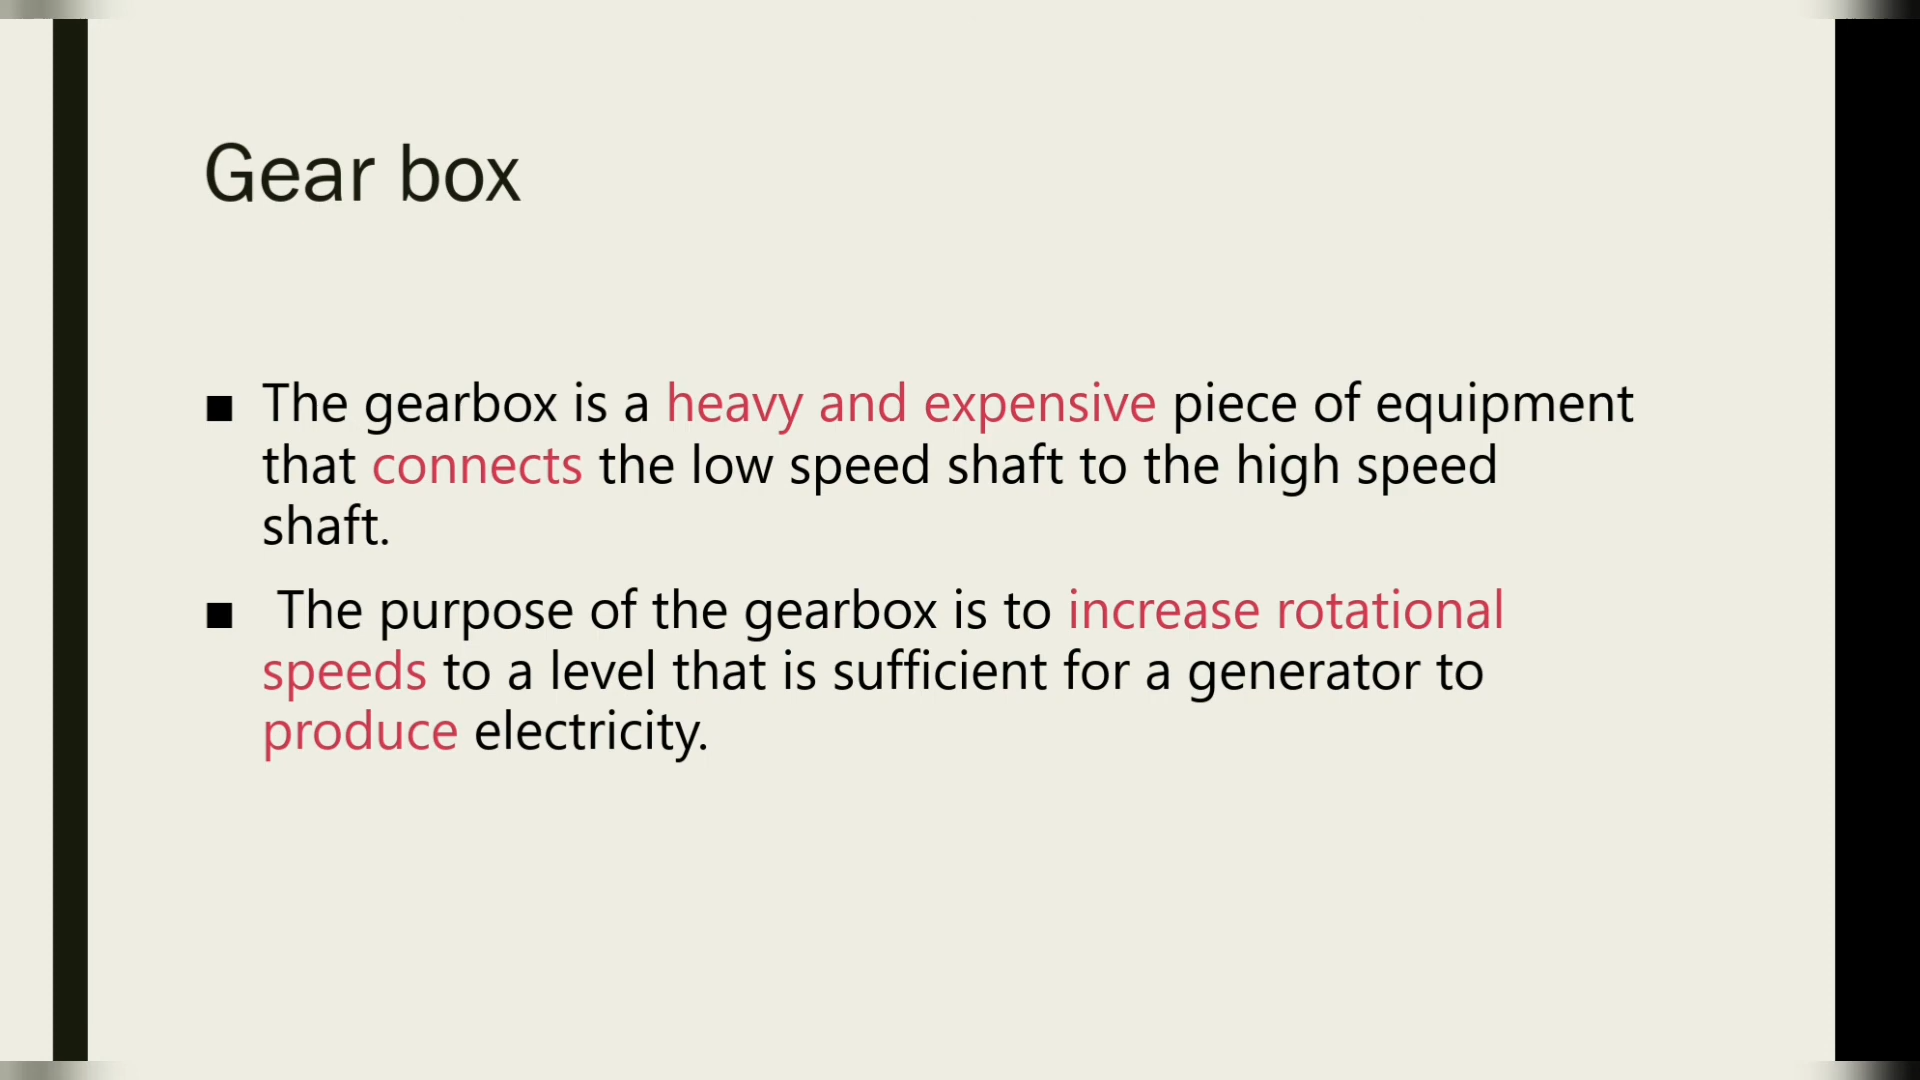 Gear box
■ The gearbox is a heavy and expensive piece of equipment
that connects the low speed shaft to the high speed
shaft.
■ The purpose of the gearbox is to increase rotational
speeds to a level that is sufficient for a generator to
produce electricity.